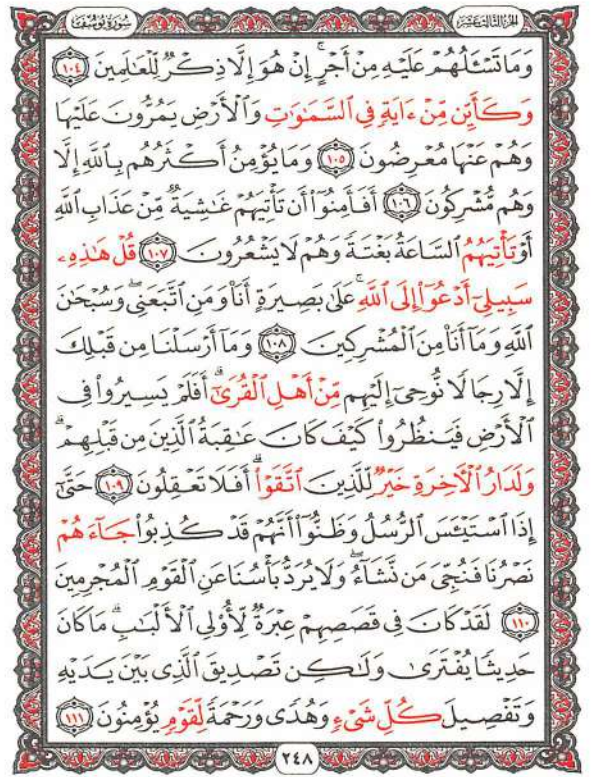 الجزء الثالث عشر
سورة يوسف
وَمَا تَسْـَٔلُهُمْ عَلَيْهِ مِنْ أَجْرٍ ۚ إِنْ هُوَ إِلَّا ذِكْرٌ لِّلْعَٰلَمِينَ ١٠٤
وَكَأَيِّن مِّنْ ءَايَةٍ فِى ٱلسَّمَٰوَٰتِ وَٱلْأَرْضِ يَمُرُّونَ عَلَيْهَا
وَهُمْ عَنْهَا مُعْرِضُونَ ١٠٥ وَمَا يُؤْمِنُ أَكْثَرُهُم بِٱللَّهِ إِلَّا
وَهُم مُّشْرِكُونَ ١٠٦ أَفَأَمِنُوٓا۟ أَن تَأْتِيَهُمْ غَٰشِيَةٌ مِّنْ عَذَابِ ٱللَّهِ
أَوْ تَأْتِيَهُمُ ٱلسَّاعَةُ بَغْتَةً وَهُمْ لَا يَشْعُرُونَ ١٠٧ قُلْ هَٰذِهِۦ
سَبِيلِىٓ أَدْعُوٓا۟ إِلَى ٱللَّهِ ۚ عَلَىٰ بَصِيرَةٍ أَنَا۠ وَمَنِ ٱتَّبَعَنِى ۖ وَسُبْحَٰنَ
ٱللَّهِ وَمَآ أَنَا۠ مِنَ ٱلْمُشْرِكِينَ ١٠٨ وَمَآ أَرْسَلْنَا مِن قَبْلِكَ
إِلَّا رِجَالًا نُّوحِىٓ إِلَيْهِم مِّنْ أَهْلِ ٱلْقُرَىٰٓ ۗ أَفَلَمْ يَسِيرُوا۟ فِى
ٱلْأَرْضِ فَيَنظُرُوا۟ كَيْفَ كَانَ عَٰقِبَةُ ٱلَّذِينَ مِن قَبْلِهِمْ ۗ
وَلَدَارُ ٱلْءَاخِرَةِ خَيْرٌ لِّلَّذِينَ ٱتَّقَوْا۟ ۗ أَفَلَا تَعْقِلُونَ ١٠٩ حَتَّىٰٓ
إِذَا ٱسْتَيْـَٔسَ ٱلرُّسُلُ وَظَنُّوٓا۟ أَنَّهُمْ قَدْ كُذِبُوا۟ جَآءَهُمْ
نَصْرُنَا فَنُجِّىَ مَن نَّشَآءُ ۖ وَلَا يُرَدُّ بَأْسُنَا عَنِ ٱلْقَوْمِ ٱلْمُجْرِمِينَ
١١٠ لَقَدْ كَانَ فِى قَصَصِهِمْ عِبْرَةٌ لِّأُو۟لِى ٱلْأَلْبَٰبِ ۗ مَا كَانَ
حَدِيثًا يُفْتَرَىٰ وَلَٰكِن تَصْدِيقَ ٱلَّذِى بَيْنَ يَدَيْهِ
وَتَفْصِيلَ كُلِّ شَىْءٍ وَهُدًى وَرَحْمَةً لِّقَوْمٍ يُؤْمِنُونَ ١١١
٢٤٨